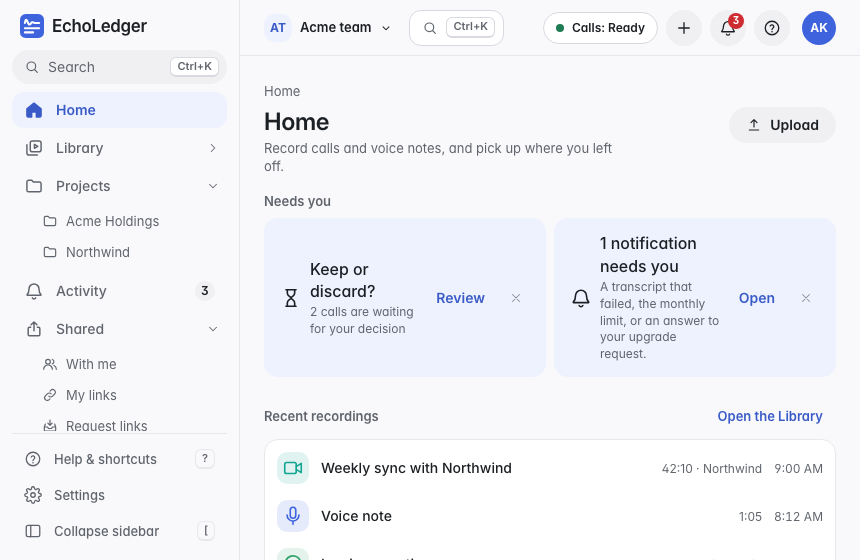 EchoLedger
Search Ctrl+K
Home
Library
Projects
Acme Holdings
Northwind
Activity 3
Shared
With me
My links
Request links
Help & shortcuts ?
Settings
Collapse sidebar [
AT Acme team Ctrl+K Calls: Ready 3 AK
Home
Home
Upload
Record calls and voice notes, and pick up where you left
off.
Needs you
Keep or
discard?
2 calls are waiting
for your decision
Review
1 notification
needs you
A transcript that
failed, the monthly
limit, or an answer to
your upgrade
request.
Open
Recent recordings Open the Library
Weekly sync with Northwind 42:10 · Northwind 9:00 AM
Voice note 1:05 8:12 AM